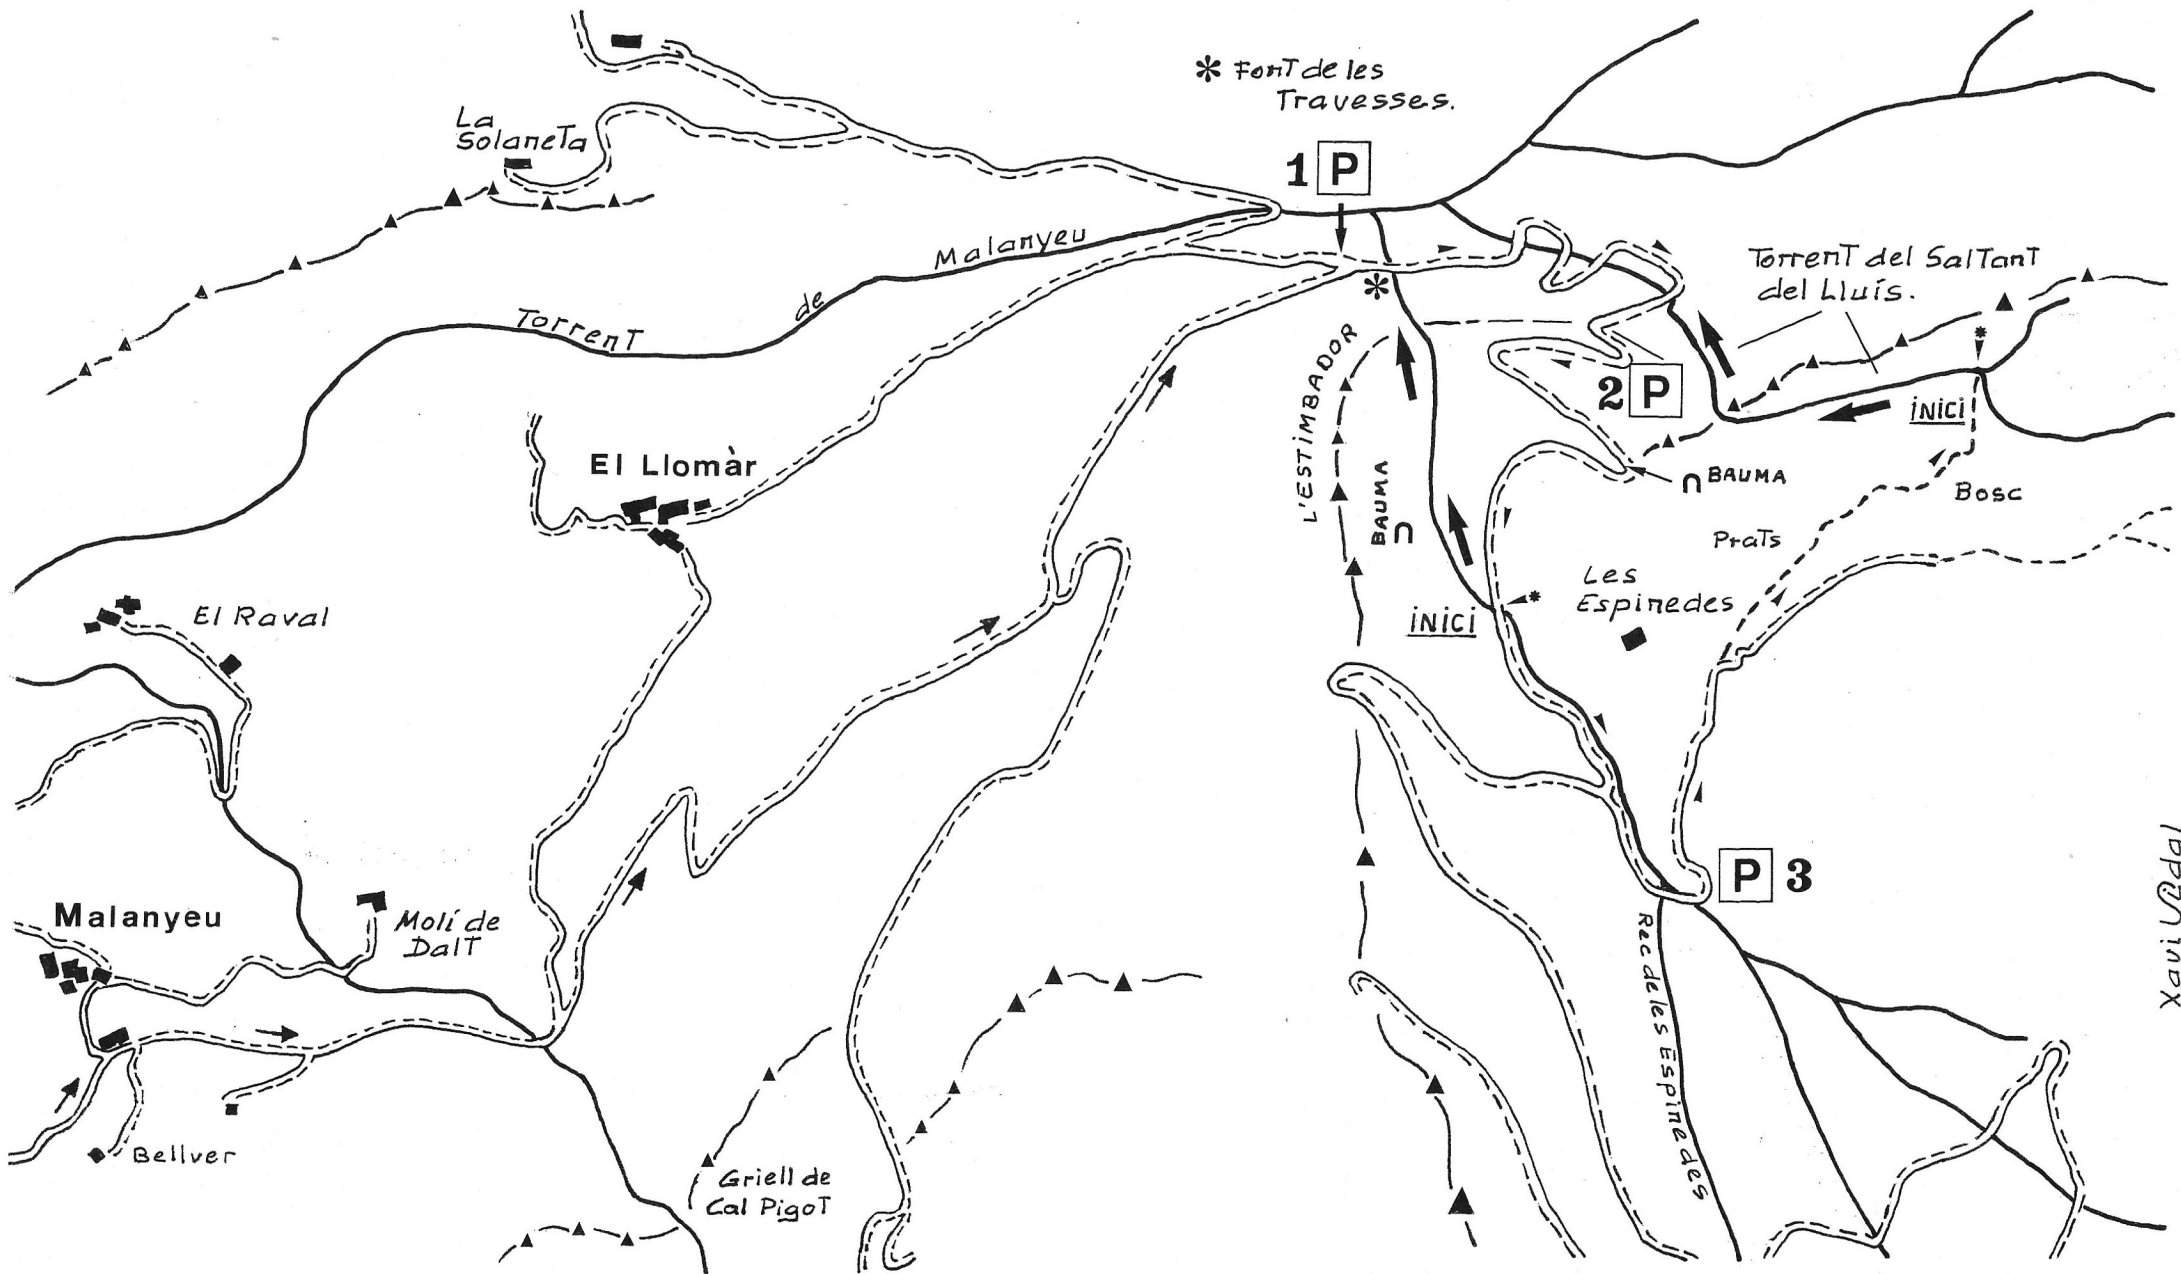 * Font de les
Travesses.
1 P
La
Solaneta
Torrent de Malanyeu
Torrent del Saltant
del Lluís.
L'ESTIMBADOR
2 P
iNiCi
El Llomàr
BAUMA
BAUMA
Bosc
Prats
El Raval
Les
Espinedes
iNiCi
P 3
Malanyeu
Molí de
Dalt
Rec de les Espinedes
Bellver
Griell de
Cal Pigot
Xavi Vidal